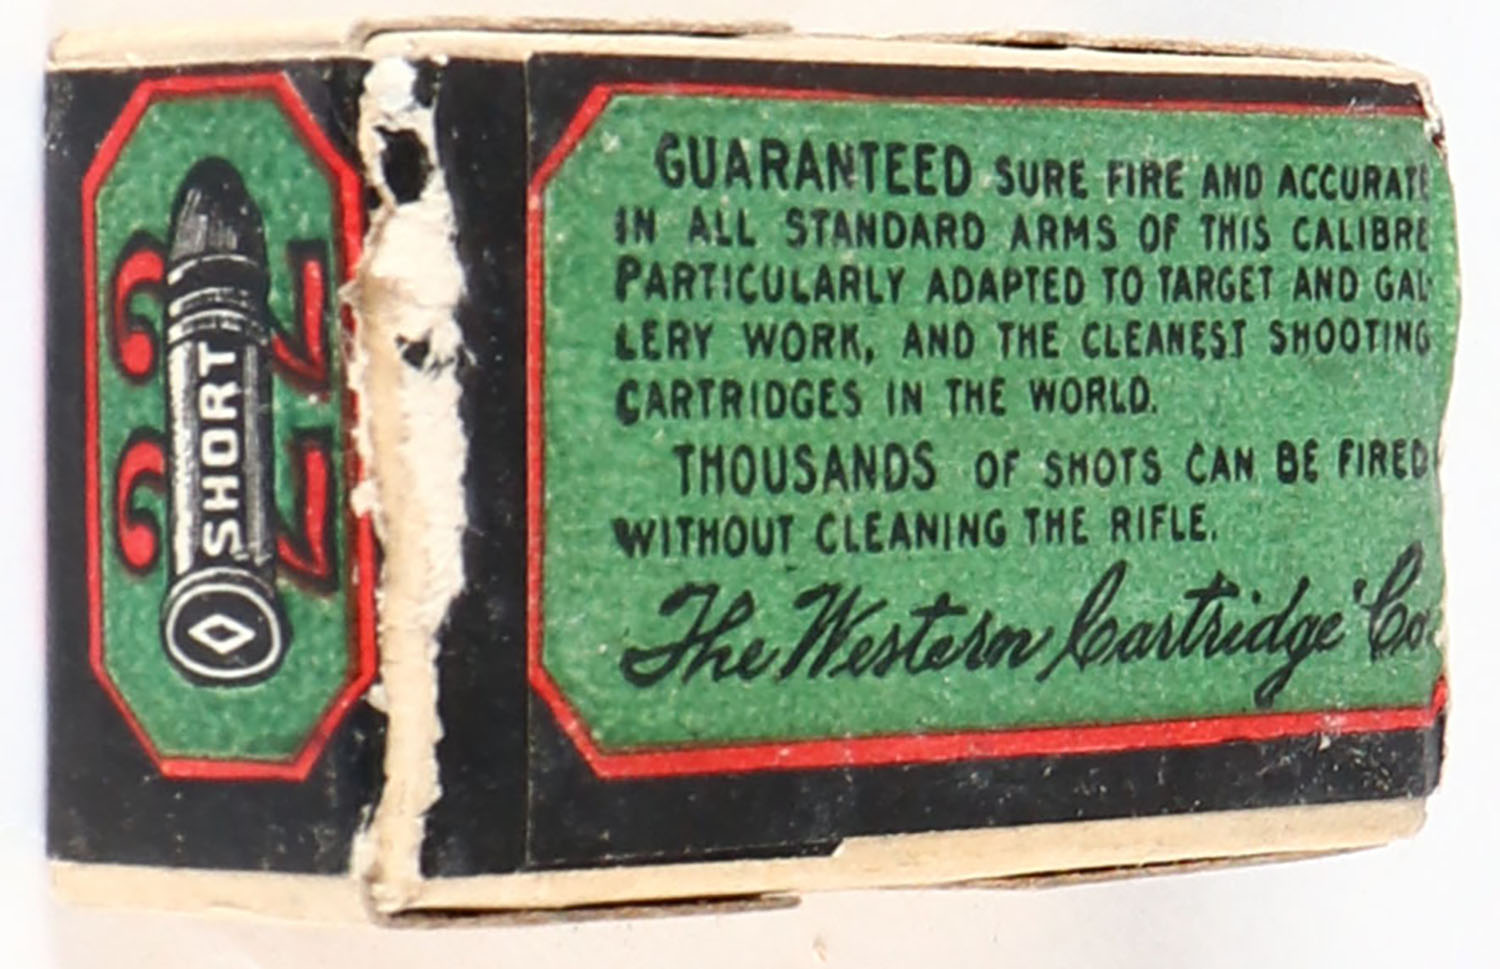 22
SHORT
22
GUARANTEED SURE FIRE AND ACCURATE
IN ALL STANDARD ARMS OF THIS CALIBRE
PARTICULARLY ADAPTED TO TARGET AND GAL-
LERY WORK, AND THE CLEANEST SHOOTING
CARTRIDGES IN THE WORLD.
THOUSANDS OF SHOTS CAN BE FIRED
WITHOUT CLEANING THE RIFLE.
The Western Cartridge Co.